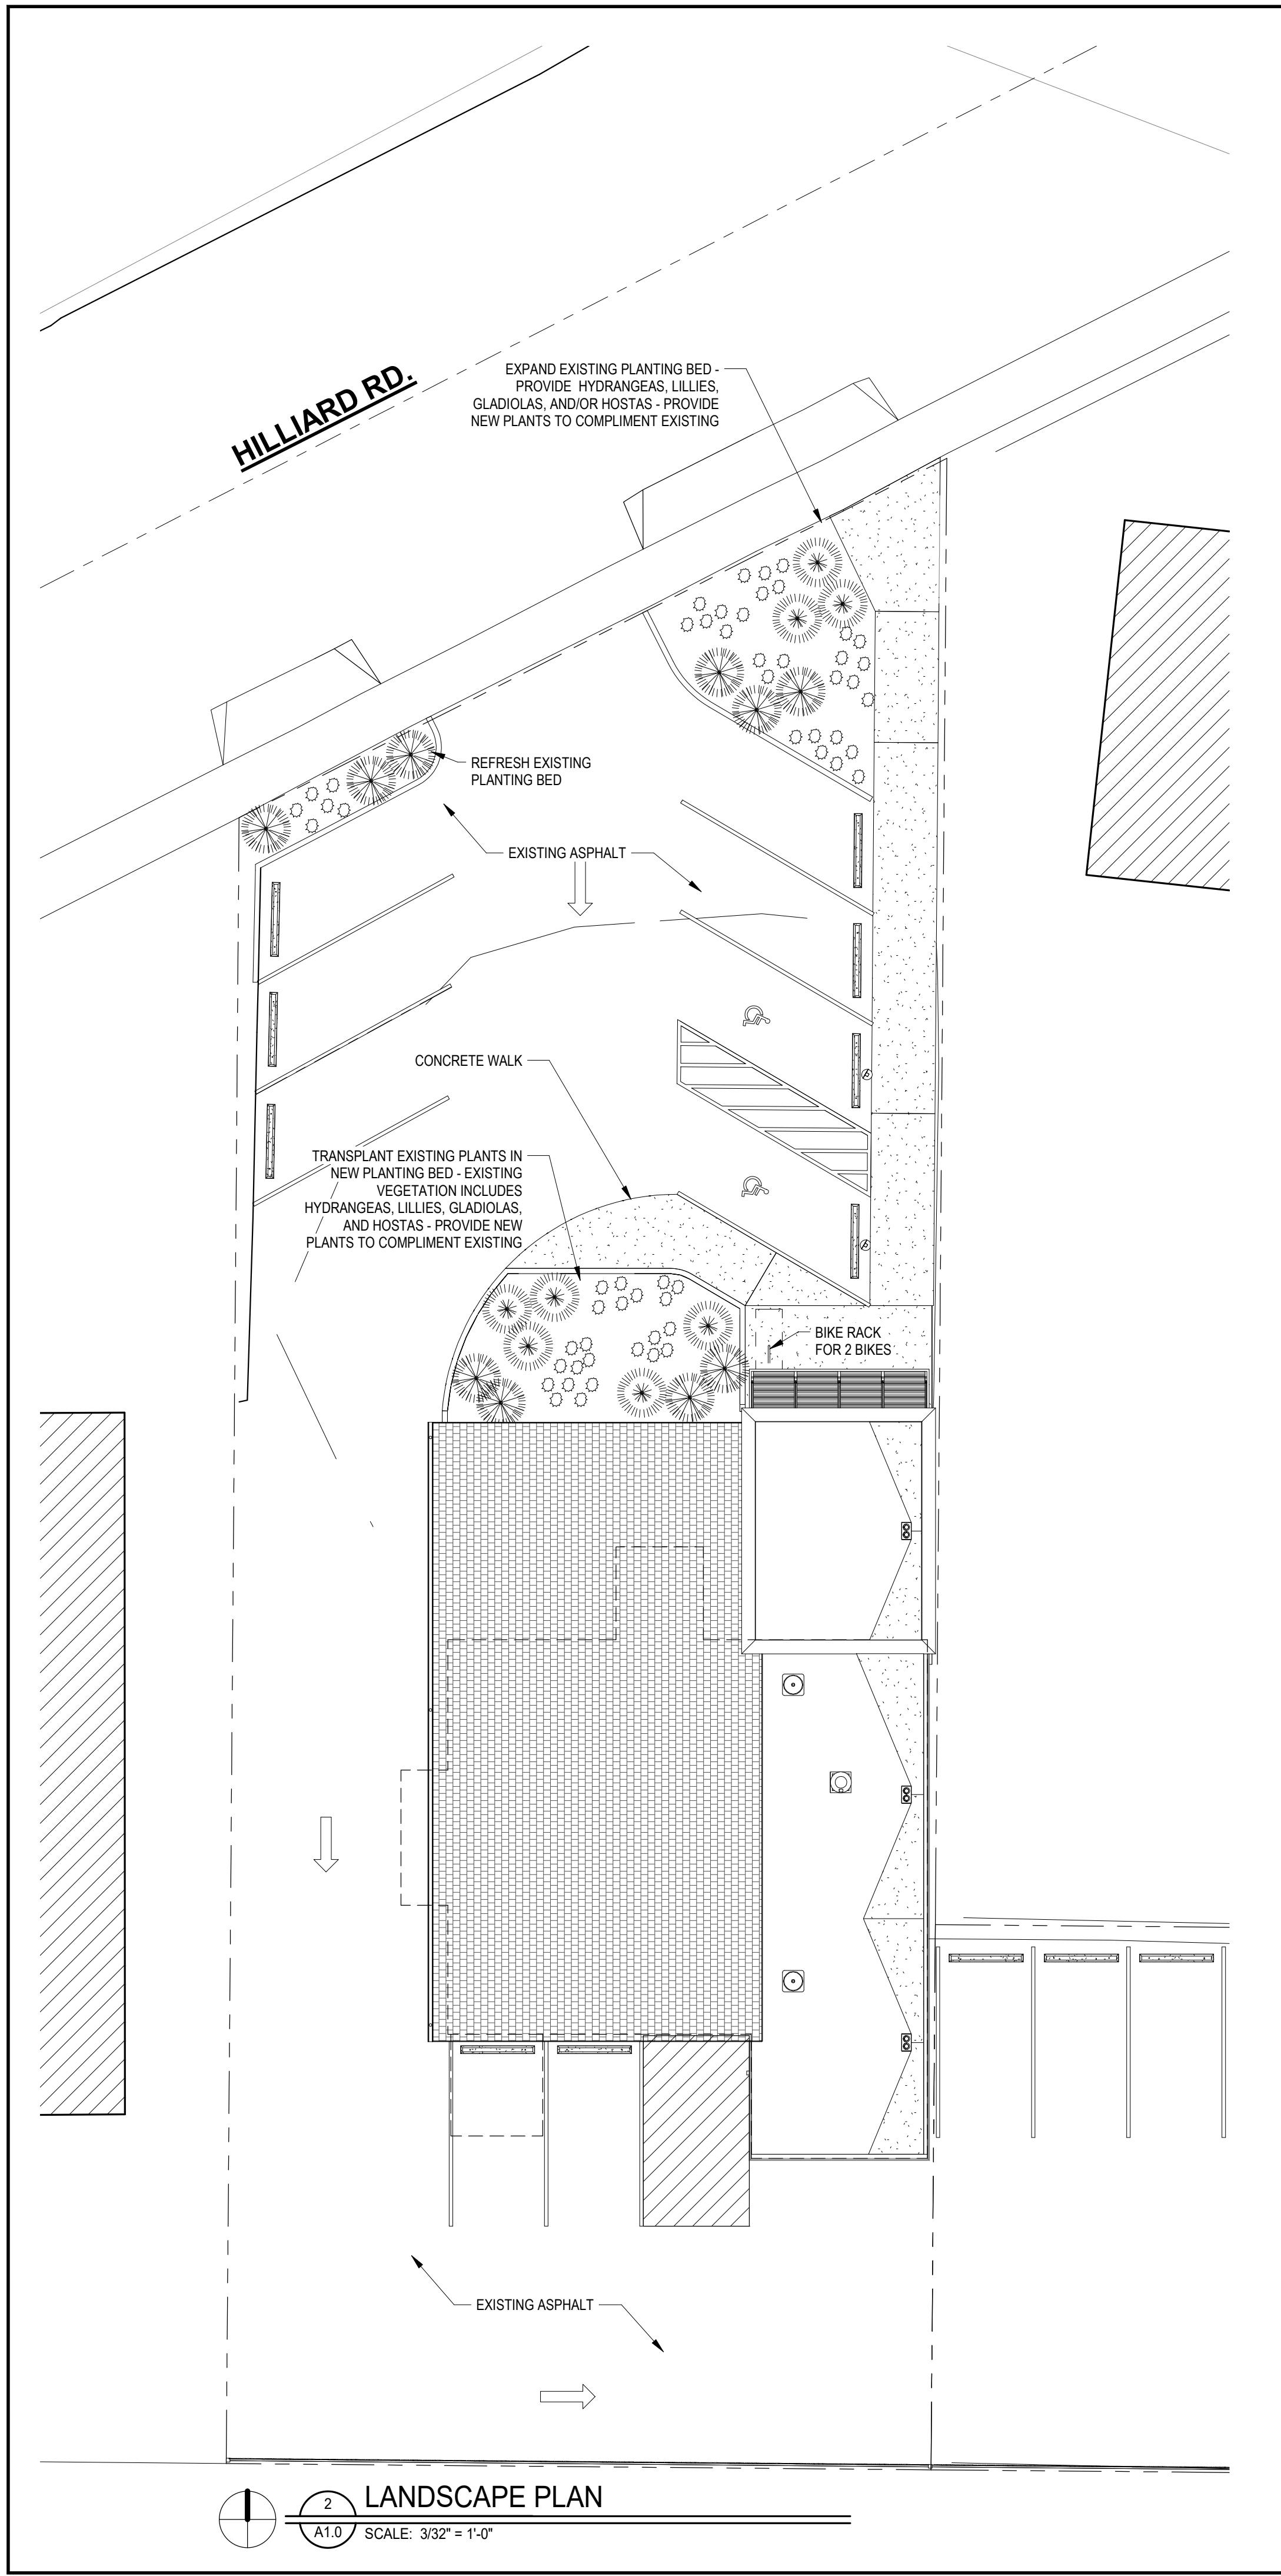 EXPAND EXISTING PLANTING BED -
PROVIDE HYDRANGEAS, LILLIES,
GLADIOLAS, AND/OR HOSTAS - PROVIDE
NEW PLANTS TO COMPLIMENT EXISTING
HILLIARD RD.
REFRESH EXISTING
PLANTING BED
EXISTING ASPHALT
CONCRETE WALK
TRANSPLANT EXISTING PLANTS IN
NEW PLANTING BED - EXISTING
VEGETATION INCLUDES
HYDRANGEAS, LILLIES, GLADIOLAS,
AND HOSTAS - PROVIDE NEW
PLANTS TO COMPLIMENT EXISTING
BIKE RACK
FOR 2 BIKES
EXISTING ASPHALT
2
A1.0
LANDSCAPE PLAN
SCALE: 3/32" = 1'-0"